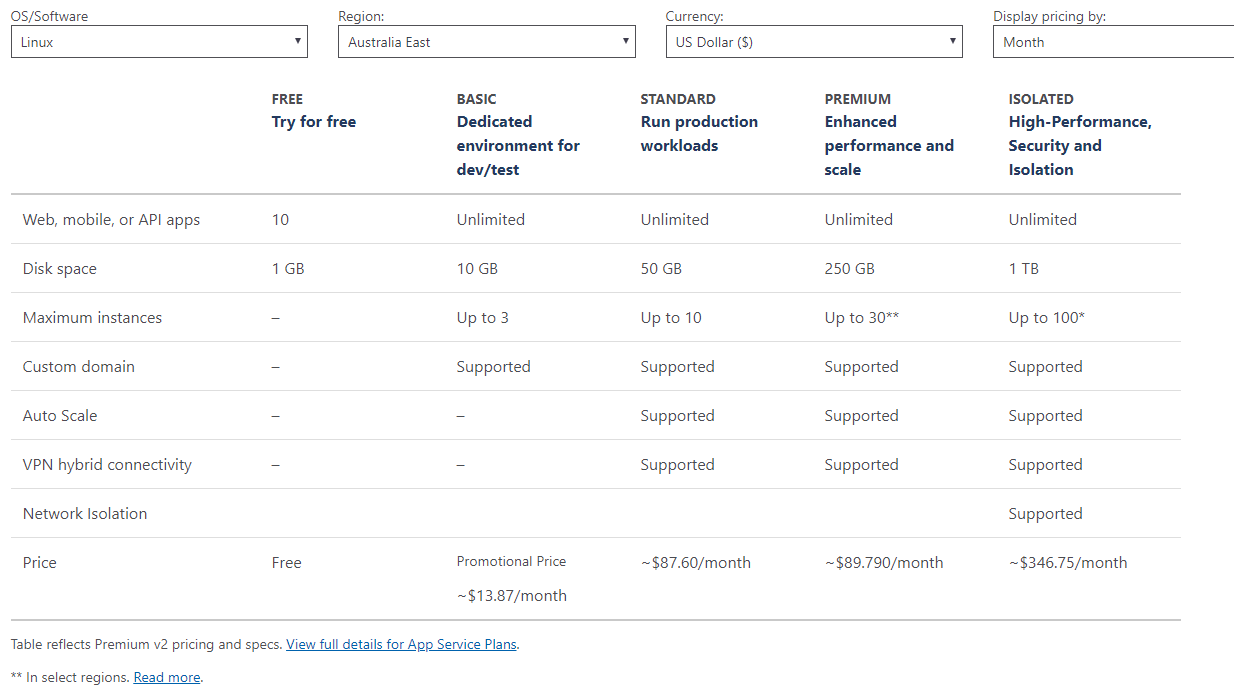 OS/Software Region: Currency: Display pricing by:
Linux Australia East US Dollar ($) Month
FREE BASIC STANDARD PREMIUM ISOLATED
Try for free Dedicated Run production Enhanced High-Performance,
environment for workloads performance and Security and
dev/test scale Isolation
Web, mobile, or API apps 10 Unlimited Unlimited Unlimited Unlimited
Disk space 1 GB 10 GB 50 GB 250 GB 1 TB
Maximum instances – Up to 3 Up to 10 Up to 30** Up to 100*
Custom domain – Supported Supported Supported Supported
Auto Scale – – Supported Supported Supported
VPN hybrid connectivity – – Supported Supported Supported
Network Isolation Supported
Price Free Promotional Price ~$87.60/month ~$89.790/month ~$346.75/month
~$13.87/month
Table reflects Premium v2 pricing and specs. View full details for App Service Plans.
** In select regions. Read more.